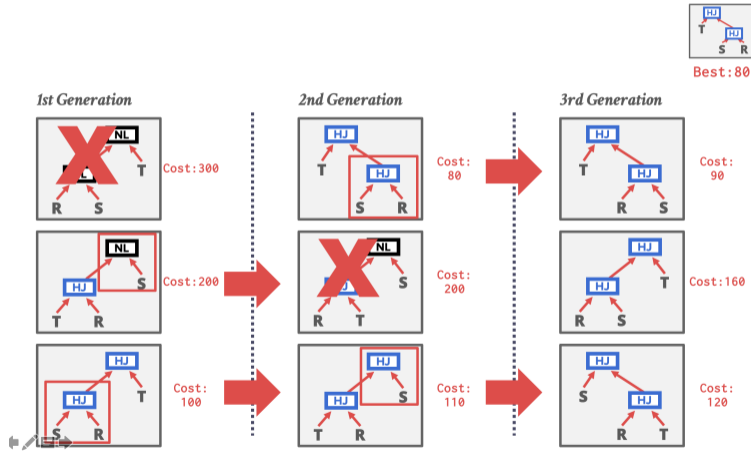 HJ
T
HJ
S R
Best:80
1st Generation
2nd Generation
3rd Generation
NL
T
R S
Cost:300
HJ
T
HJ
S R
Cost:
80
HJ
T
HJ
R S
Cost:
90
NL
HJ
S
T R
Cost:200
NL
HJ
S
R T
Cost:
200
HJ
HJ
T
R S
Cost:160
HJ
HJ
T
S R
Cost:
100
HJ
HJ
S
T R
Cost:
110
HJ
S
HJ
R T
Cost:
120